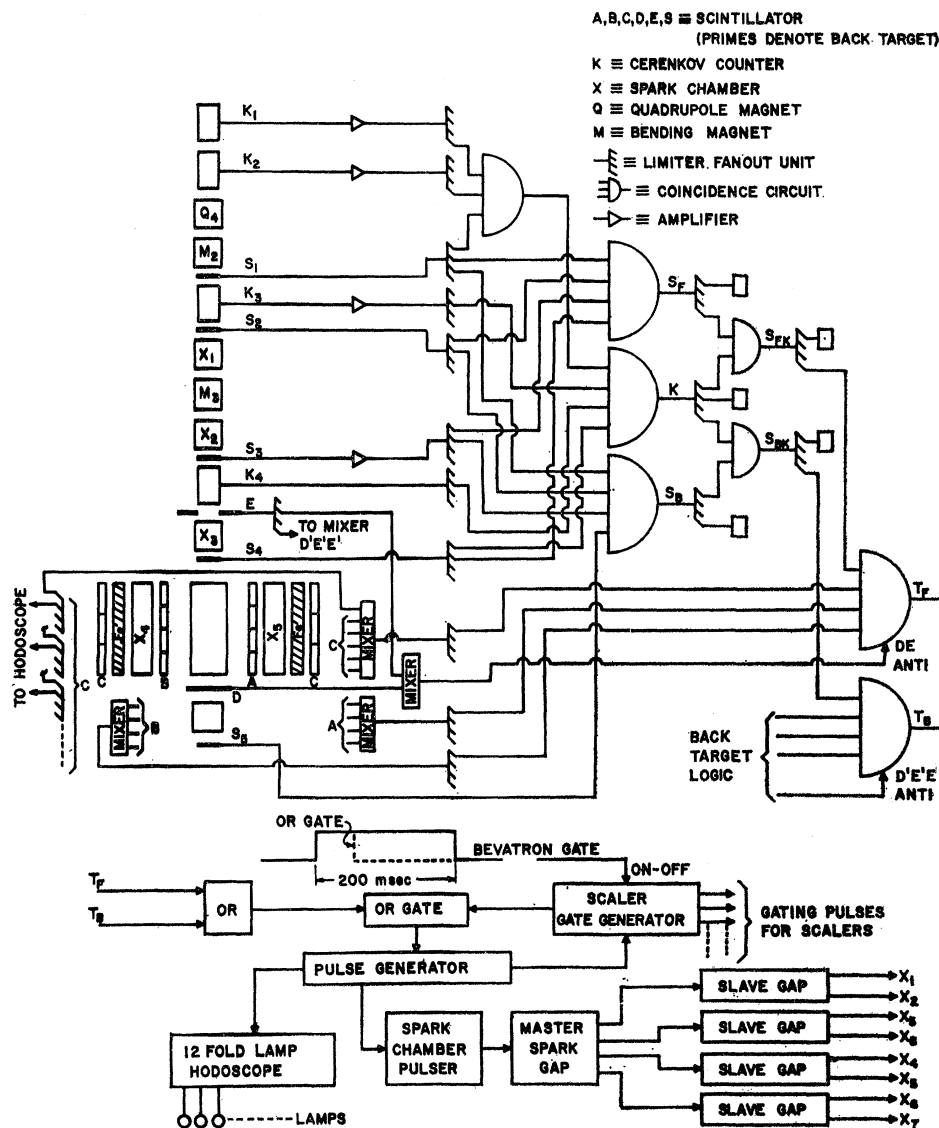 A,B,C,D,E,S ≡ SCINTILLATOR
(PRIMES DENOTE BACK TARGET)
K ≡ CERENKOV COUNTER
X ≡ SPARK CHAMBER
Q ≡ QUADRUPOLE MAGNET
M ≡ BENDING MAGNET
≡ LIMITER FANOUT UNIT
≡ COINCIDENCE CIRCUIT.
≡ AMPLIFIER
K1
K2
Q4
M2
S1
K3
S2
X1
M3
X2
S3
K4
E
TO MIXER
D'E'E'
X3
S4
SF
SFK
K
SBK
SB
TO HODOSCOPE
C
C
X4
B
A
X5
C
D
S5
MIXER
B
C
MIXER
MIXER
A
MIXER
TF
DE
ANTI
TB
BACK
TARGET
LOGIC
D'E'E
ANTI
OR GATE
BEVATRON GATE
200 msec
ON-OFF
TF
TB
OR
OR GATE
SCALER
GATE GENERATOR
GATING PULSES
FOR SCALERS
PULSE GENERATOR
12 FOLD LAMP
HODOSCOPE
LAMPS
SPARK
CHAMBER
PULSER
MASTER
SPARK
GAP
SLAVE GAP
X1
X2
SLAVE GAP
SLAVE GAP
X4
SLAVE GAP
X6
X7